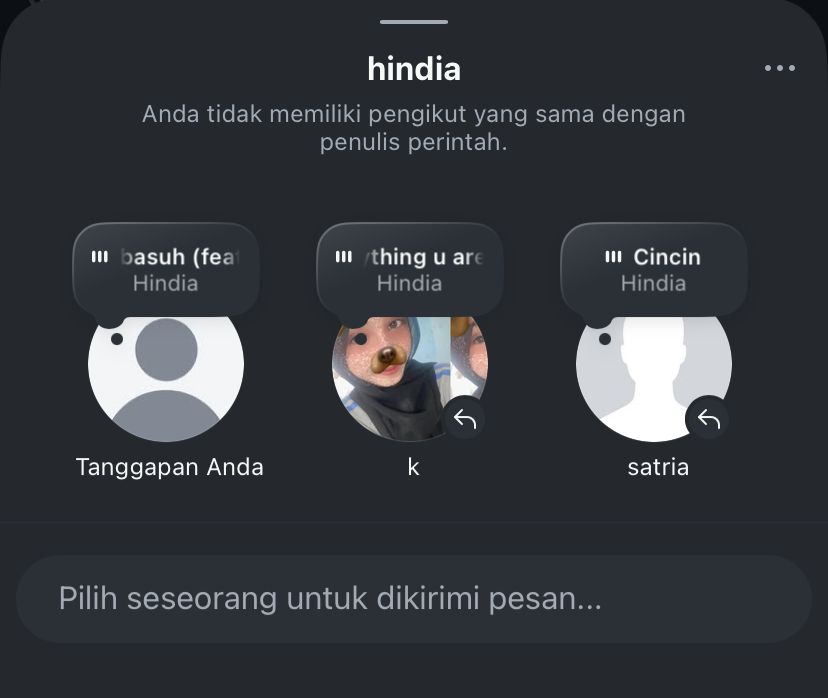 hindia
Anda tidak memiliki pengikut yang sama dengan
penulis perintah.
basuh (feat
Hindia
thing u are
Hindia
Cincin
Hindia
Tanggapan Anda
k
satria
Pilih seseorang untuk dikirimi pesan...